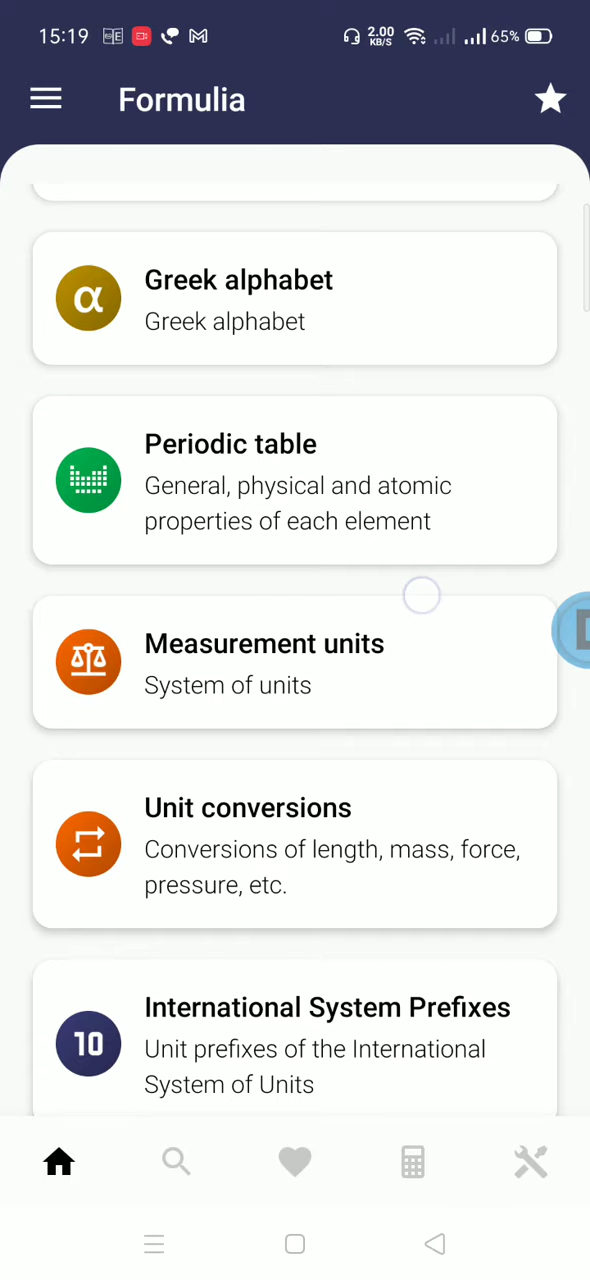 15:19 2.00 KB/S 65%
Formulia
α
Greek alphabet
Greek alphabet
Periodic table
General, physical and atomic
properties of each element
Measurement units
System of units
Unit conversions
Conversions of length, mass, force,
pressure, etc.
10
International System Prefixes
Unit prefixes of the International
System of Units